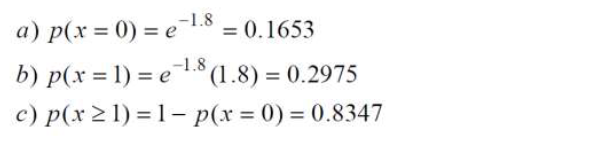 a) p(x = 0) = e^{-1.8} = 0.1653
b) p(x = 1) = e^{-1.8} (1.8) = 0.2975
c) p(x ≥ 1) = 1 − p(x = 0) = 0.8347